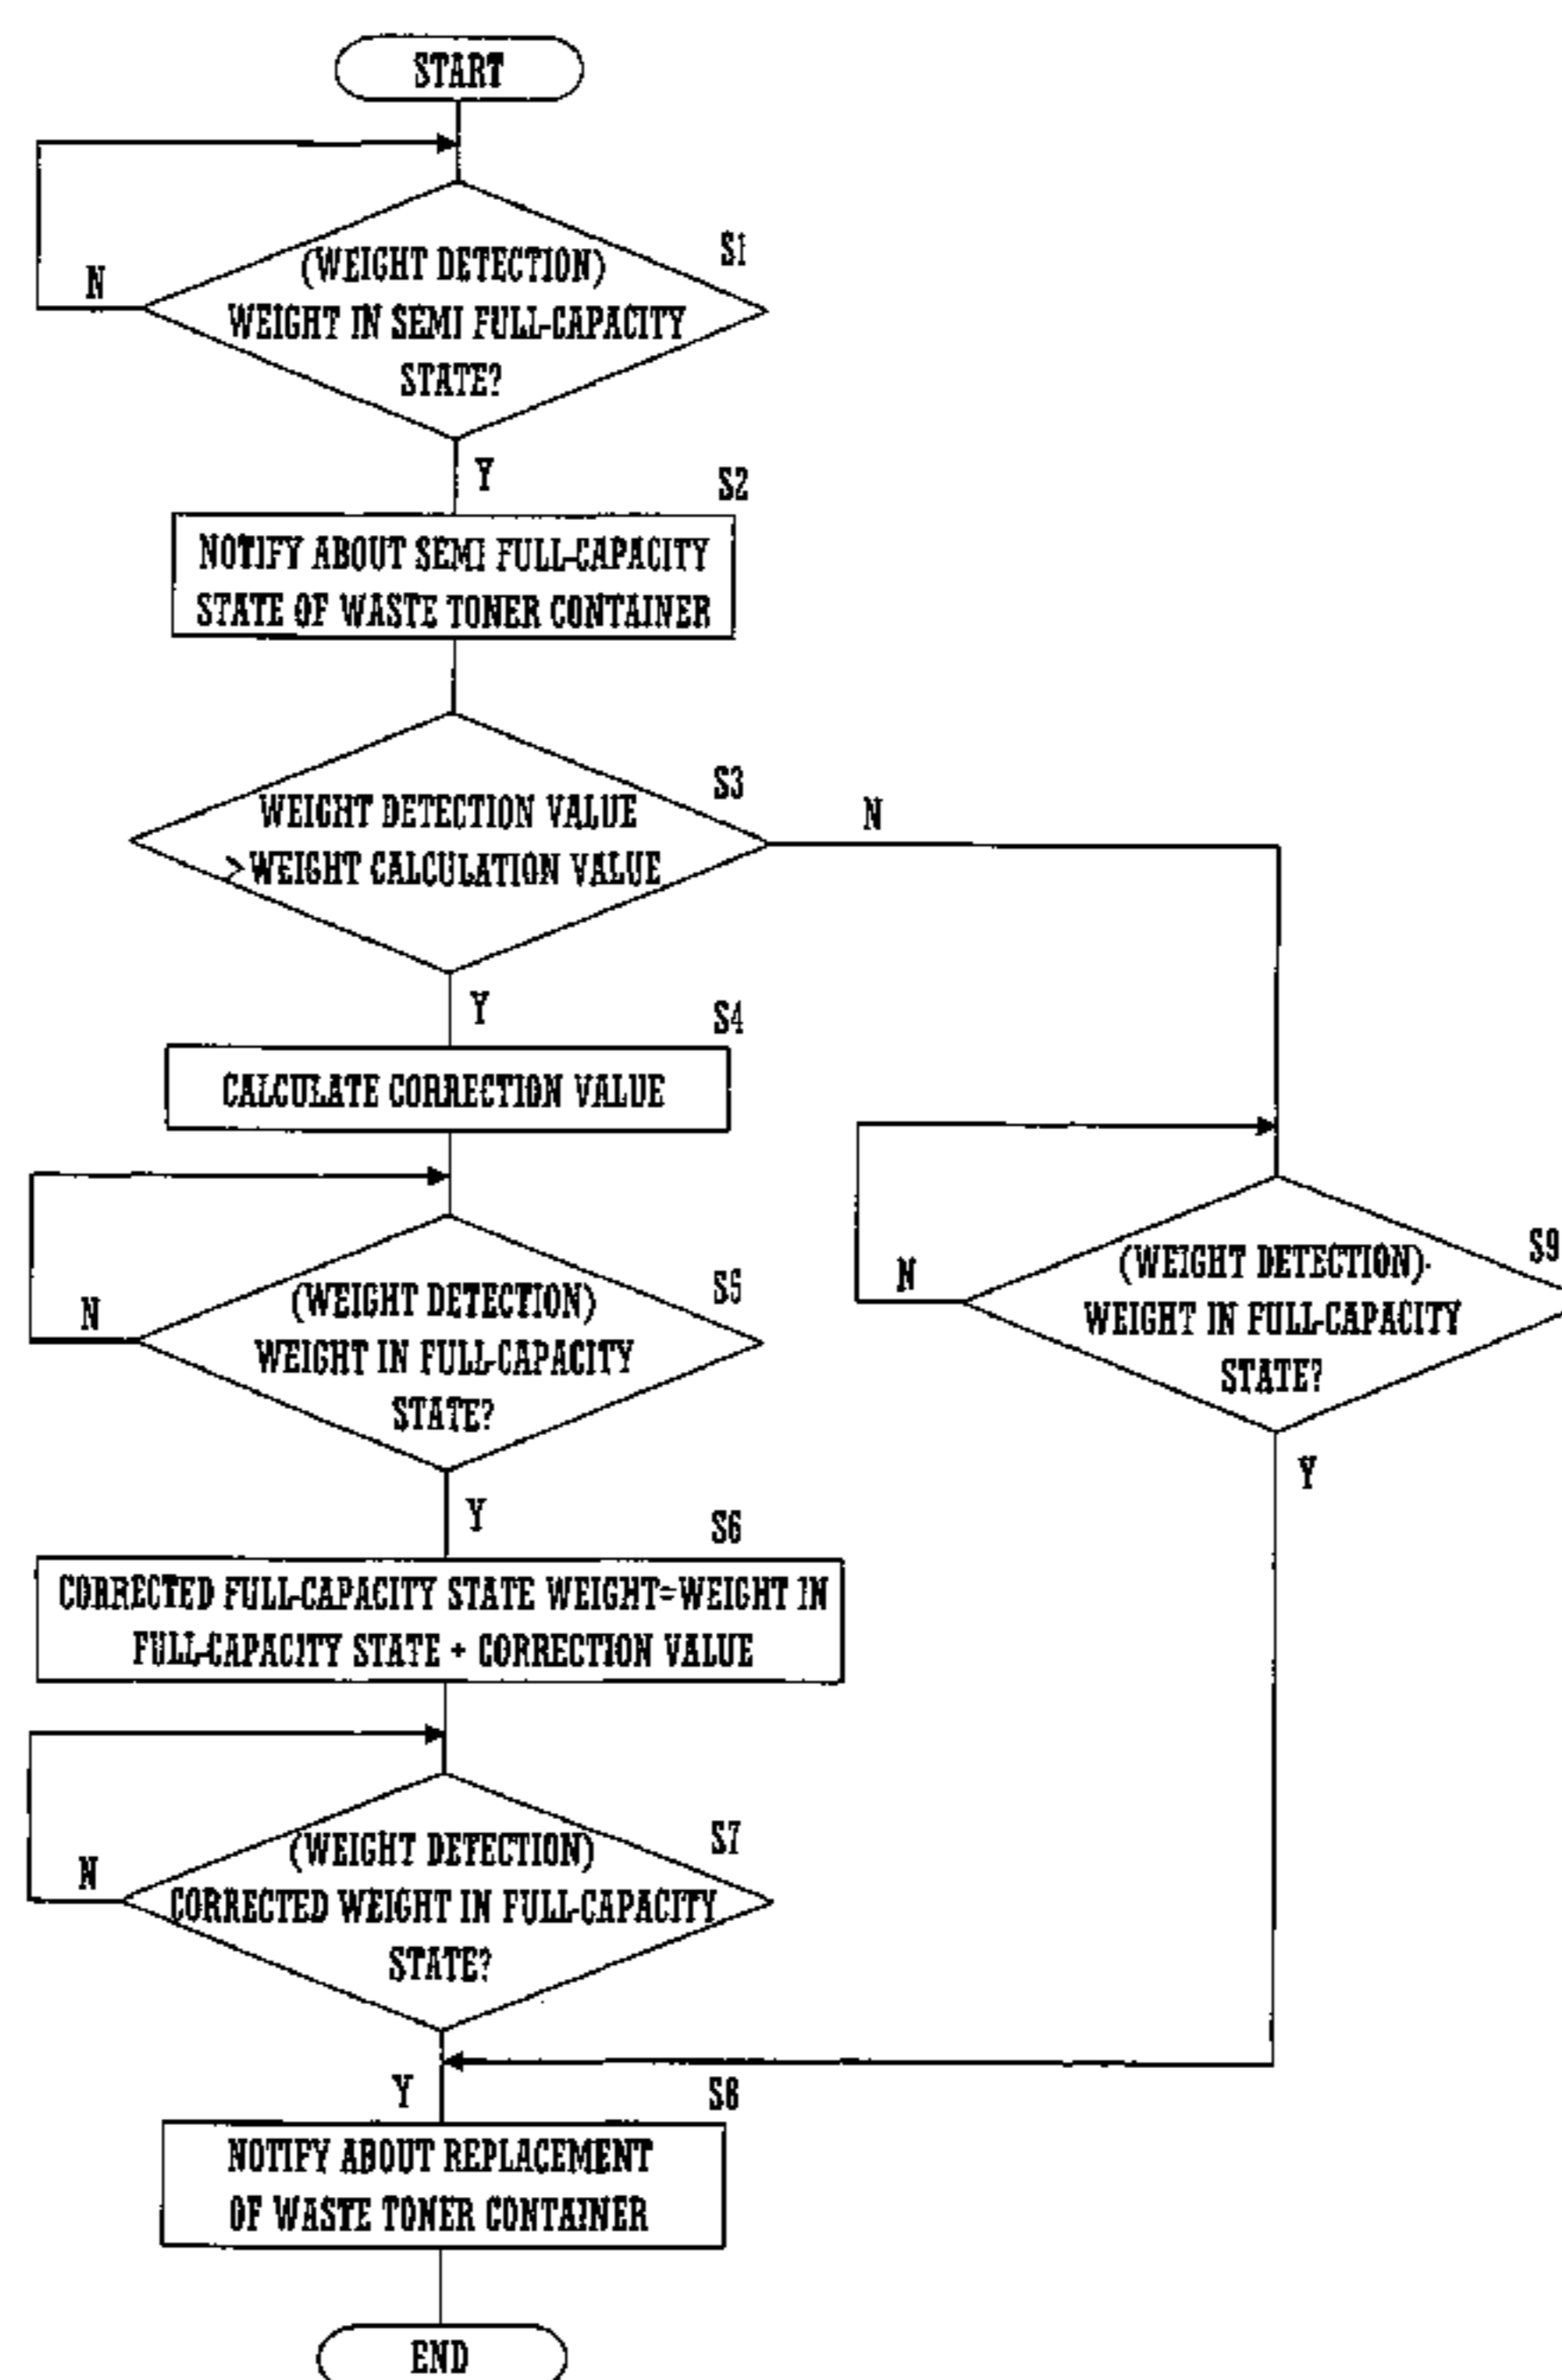 START
S1
(WEIGHT DETECTION)
WEIGHT IN SEMI FULL-CAPACITY
STATE?
N
Y
S2
NOTIFY ABOUT SEMI FULL-CAPACITY
STATE OF WASTE TONER CONTAINER
S3
WEIGHT DETECTION VALUE
>WEIGHT CALCULATION VALUE
N
Y
S4
CALCULATE CORRECTION VALUE
S5
(WEIGHT DETECTION)
WEIGHT IN FULL-CAPACITY
STATE?
N
Y
S9
(WEIGHT DETECTION)
WEIGHT IN FULL-CAPACITY
STATE?
N
Y
S6
CORRECTED FULL-CAPACITY STATE WEIGHT=WEIGHT IN
FULL-CAPACITY STATE + CORRECTION VALUE
S7
(WEIGHT DETECTION)
CORRECTED WEIGHT IN FULL-CAPACITY
STATE?
N
Y
S8
NOTIFY ABOUT REPLACEMENT
OF WASTE TONER CONTAINER
END